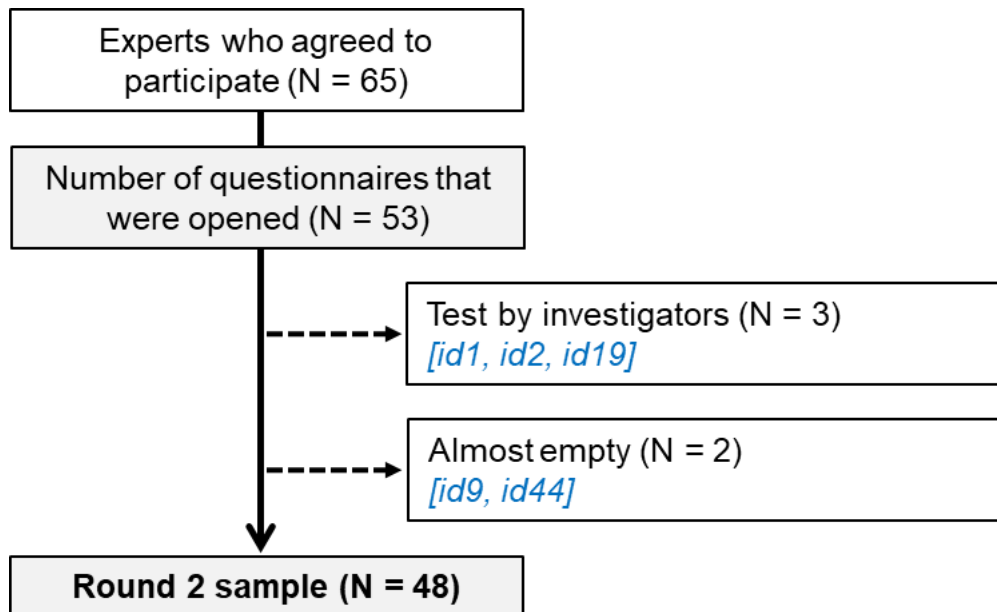 Experts who agreed to
participate (N = 65)
Number of questionnaires that
were opened (N = 53)
Test by investigators (N = 3)
[id1, id2, id19]
Almost empty (N = 2)
[id9, id44]
Round 2 sample (N = 48)